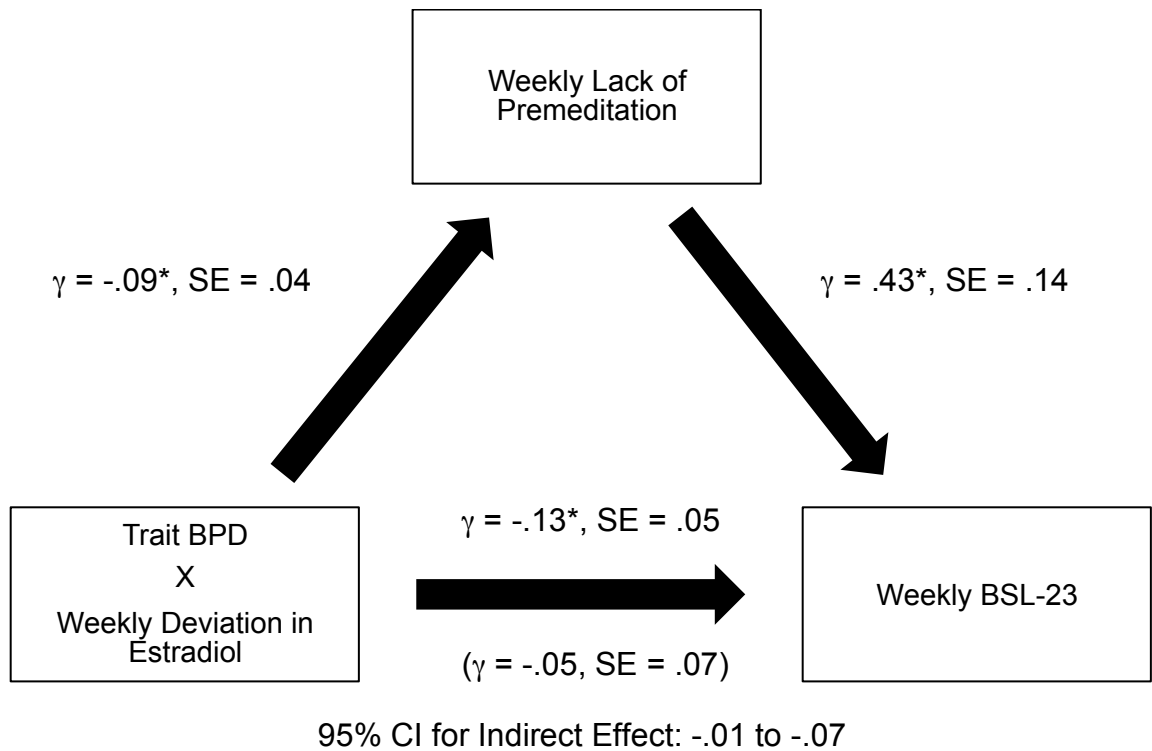 Weekly Lack of
Premeditation
γ = -.09*, SE = .04
γ = .43*, SE = .14
Trait BPD
X
Weekly Deviation in
Estradiol
γ = -.13*, SE = .05
(γ = -.05, SE = .07)
Weekly BSL-23
95% CI for Indirect Effect: -.01 to -.07